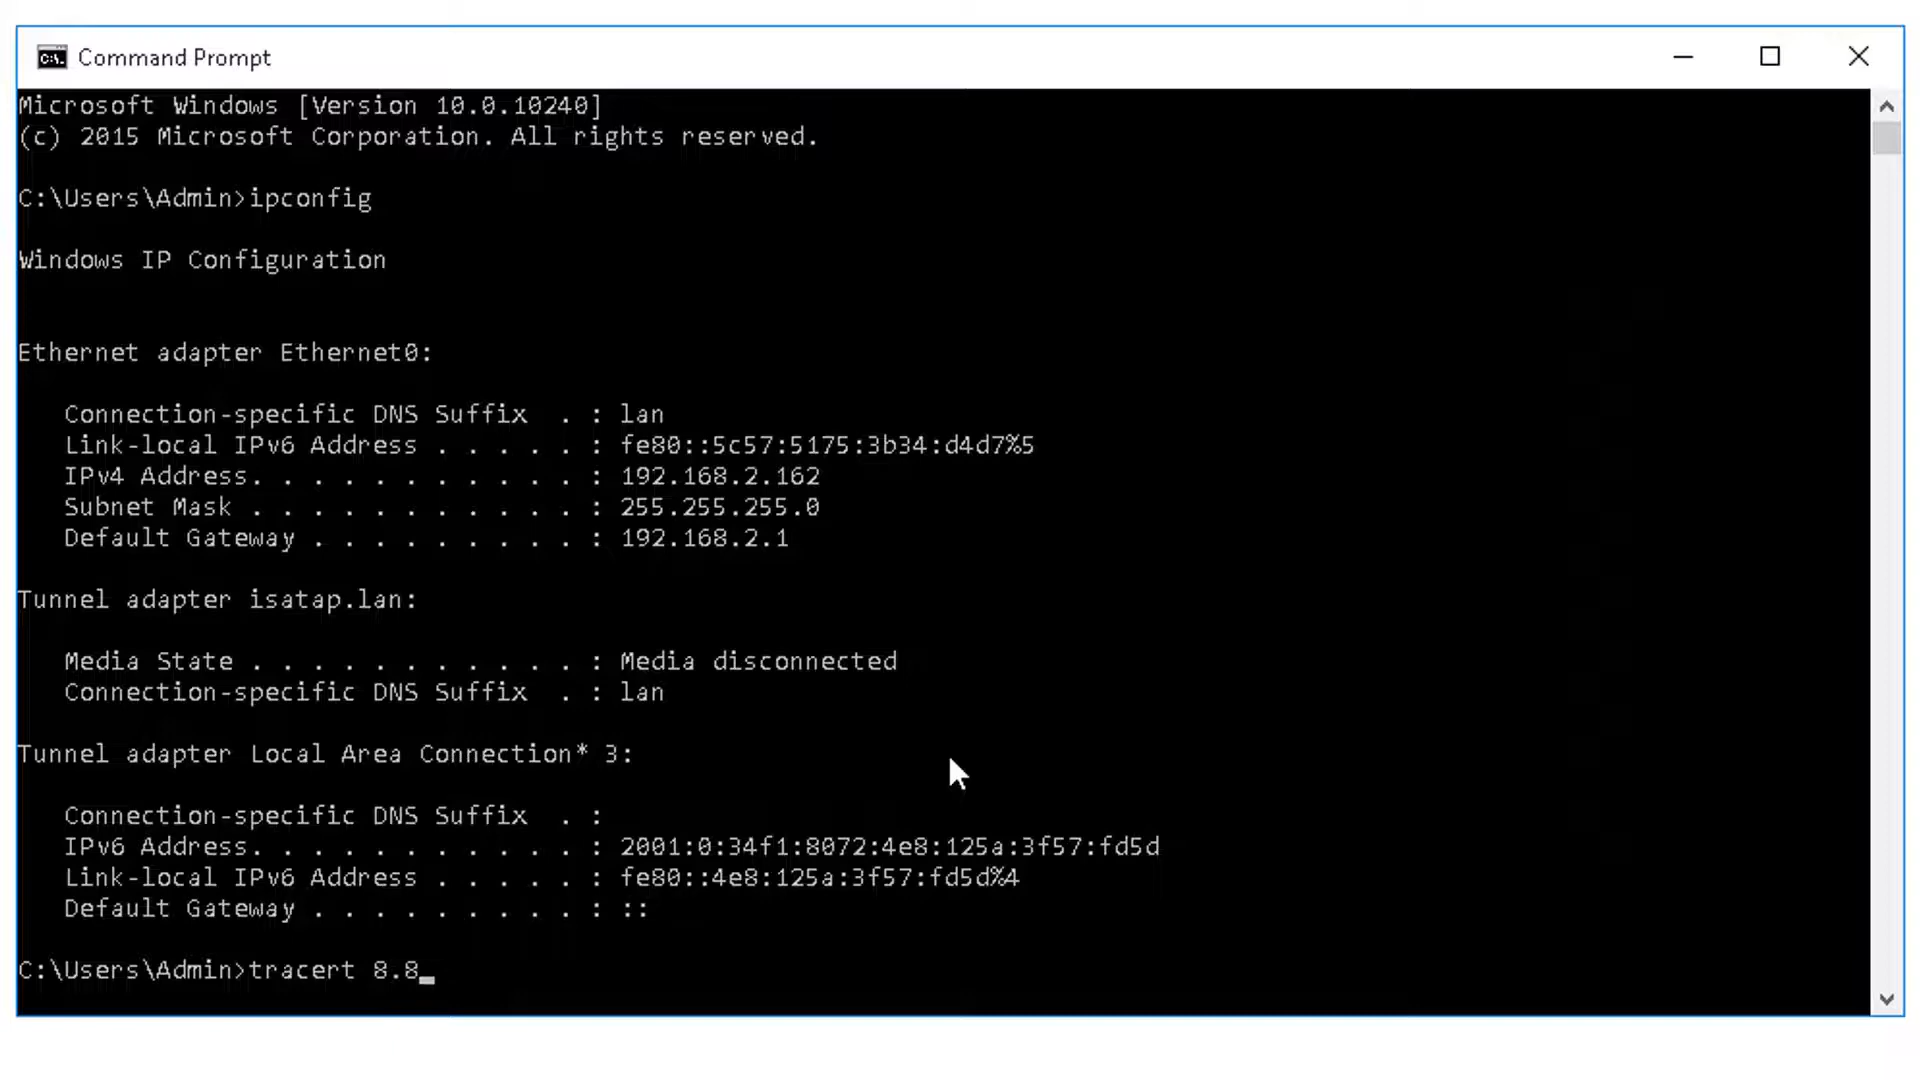 Command Prompt
Microsoft Windows [Version 10.0.10240]
(c) 2015 Microsoft Corporation. All rights reserved.
C:\Users\Admin>ipconfig
Windows IP Configuration
Ethernet adapter Ethernet0:
Connection-specific DNS Suffix  . : lan
Link-local IPv6 Address . . . . . : fe80::5c57:5175:3b34:d4d7%5
IPv4 Address. . . . . . . . . . . : 192.168.2.162
Subnet Mask . . . . . . . . . . . : 255.255.255.0
Default Gateway . . . . . . . . . : 192.168.2.1
Tunnel adapter isatap.lan:
Media State . . . . . . . . . . . : Media disconnected
Connection-specific DNS Suffix  . : lan
Tunnel adapter Local Area Connection* 3:
Connection-specific DNS Suffix  . :
IPv6 Address. . . . . . . . . . . : 2001:0:34f1:8072:4e8:125a:3f57:fd5d
Link-local IPv6 Address . . . . . : fe80::4e8:125a:3f57:fd5d%4
Default Gateway . . . . . . . . . : ::
C:\Users\Admin>tracert 8.8_